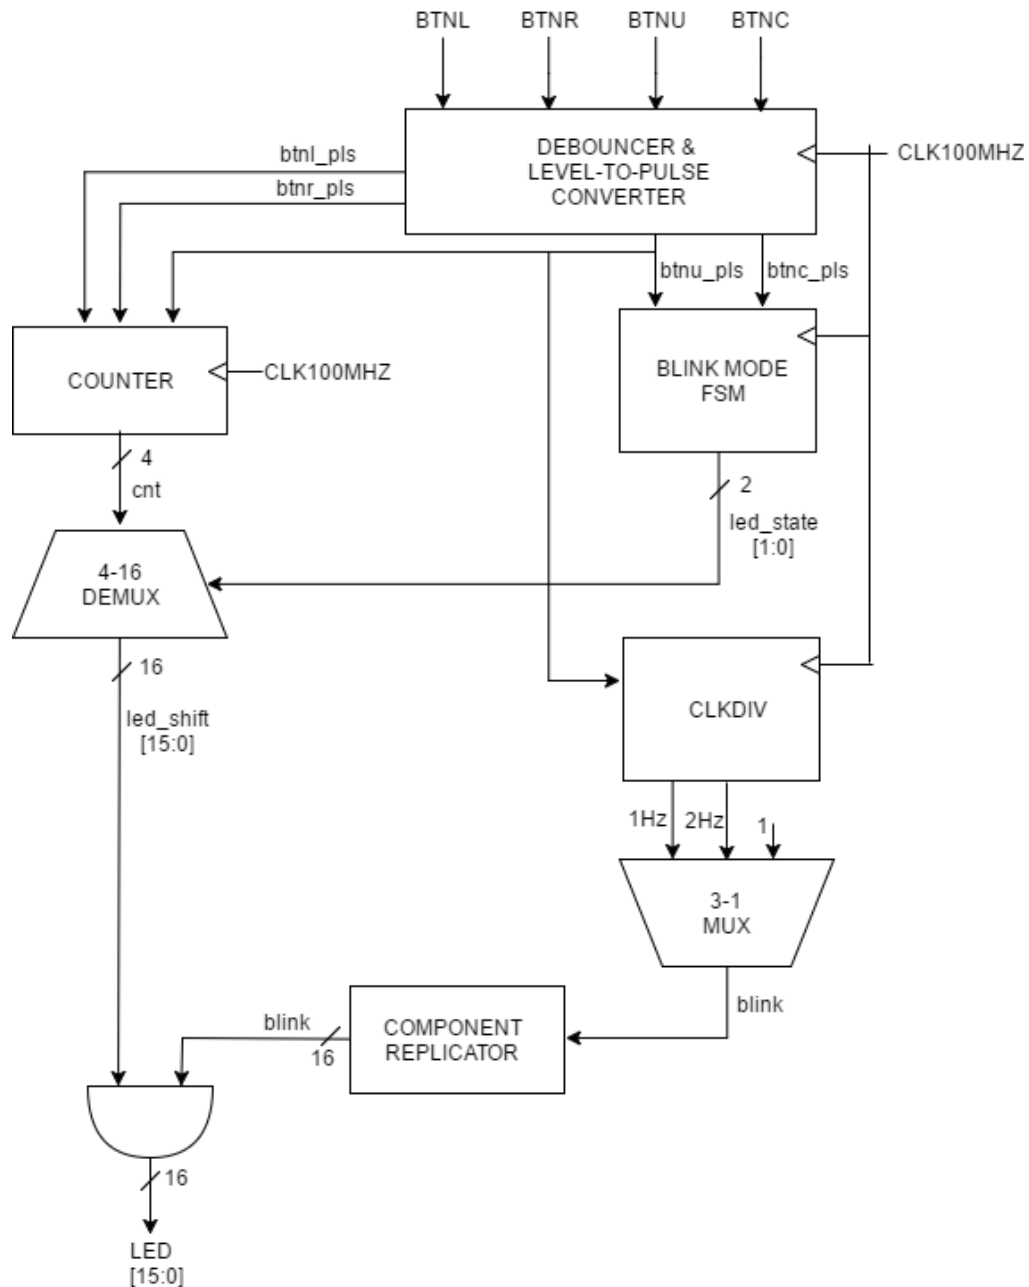 BTNL BTNR BTNU BTNC
DEBOUNCER &
LEVEL-TO-PULSE
CONVERTER
CLK100MHZ
btnl_pls
btnr_pls
btnu_pls
btnc_pls
COUNTER
CLK100MHZ
BLINK MODE
FSM
4
cnt
2
led_state
[1:0]
4-16
DEMUX
16
led_shift
[15:0]
CLKDIV
1Hz
2Hz
1
3-1
MUX
blink
COMPONENT
REPLICATOR
blink
16
16
LED
[15:0]